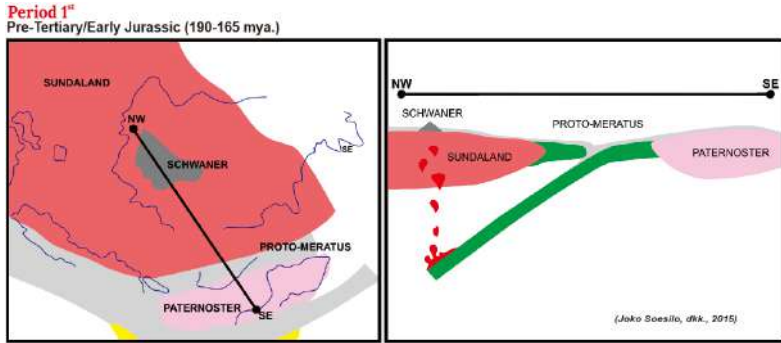 Period 1st
Pre-Tertiary/Early Jurassic (190-165 mya.)
SUNDALAND
NW
SCHWANER
SE
PROTO-MERATUS
PATERNOSTER
SE
NW
SE
SCHWANER
PROTO-MERATUS
SUNDALAND
PATERNOSTER
(Joko Soesilo, dkk., 2015)